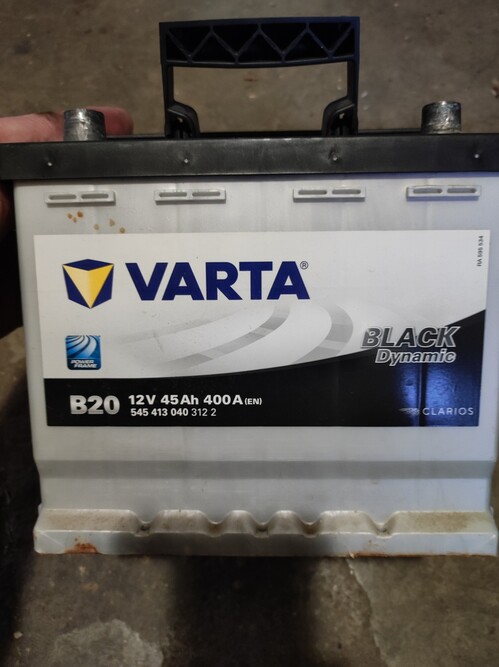 VARTA®
BLACK
Dynamic
POWER
FRAME
B20 12V 45Ah 400A (EN)
545 413 040 312 2
CLARIOS